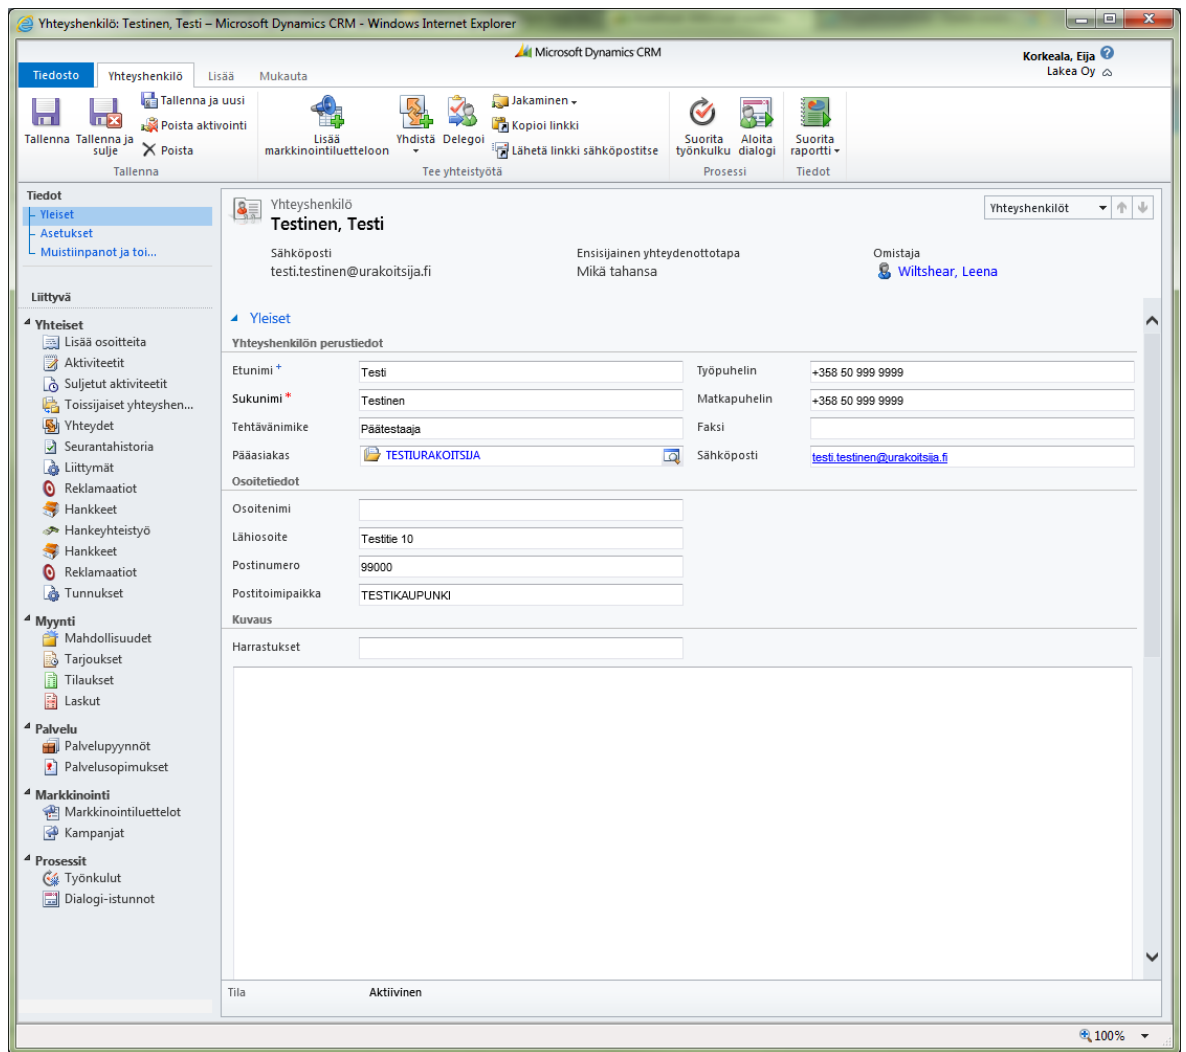 Yhteyshenkilö: Testinen, Testi – Microsoft Dynamics CRM - Windows Internet Explorer
Microsoft Dynamics CRM
Korkeala, Eija
Lakea Oy
Tiedosto Yhteyshenkilö Lisää Mukauta
Tallenna
Tallenna ja sulje
Tallenna ja uusi
Poista aktivointi
Poista
Lisää markkinointiluetteloon
Yhdistä
Delegoi
Jakaminen
Kopioi linkki
Lähetä linkki sähköpostitse
Suorita työnkulku
Aloita dialogi
Suorita raportti
Tallenna Tee yhteistyötä Prosessi Tiedot
Tiedot
Yleiset
Asetukset
Muistiinpanot ja toi...
Liittyvä
Yhteiset
Lisää osoitteita
Aktiviteetit
Suljetut aktiviteetit
Toissijaiset yhteyshen...
Yhteydet
Seurantahistoria
Liittymät
Reklamaatiot
Hankkeet
Hankeyhteistyö
Hankkeet
Reklamaatiot
Tunnukset
Myynti
Mahdollisuudet
Tarjoukset
Tilaukset
Laskut
Palvelu
Palvelupyynnöt
Palvelusopimukset
Markkinointi
Markkinointiluettelot
Kampanjat
Prosessit
Työnkulut
Dialogi-istunnot
Yhteyshenkilö
Testinen, Testi
Yhteyshenkilöt
Sähköposti Ensisijainen yhteydenottotapa Omistaja
testi.testinen@urakoitsija.fi Mikä tahansa Wiltshear, Leena
Yleiset
Yhteyshenkilön perustiedot
Etunimi + Testi Työpuhelin +358 50 999 9999
Sukunimi * Testinen Matkapuhelin +358 50 999 9999
Tehtävänimike Päätestaaja Faksi
Pääasiakas TESTIURAKOITSIJA Sähköposti testi.testinen@urakoitsija.fi
Osoitetiedot
Osoitenimi
Lähiosoite Testitie 10
Postinumero 99000
Postitoimipaikka TESTIKAUPUNKI
Kuvaus
Harrastukset
Tila Aktiivinen
100%